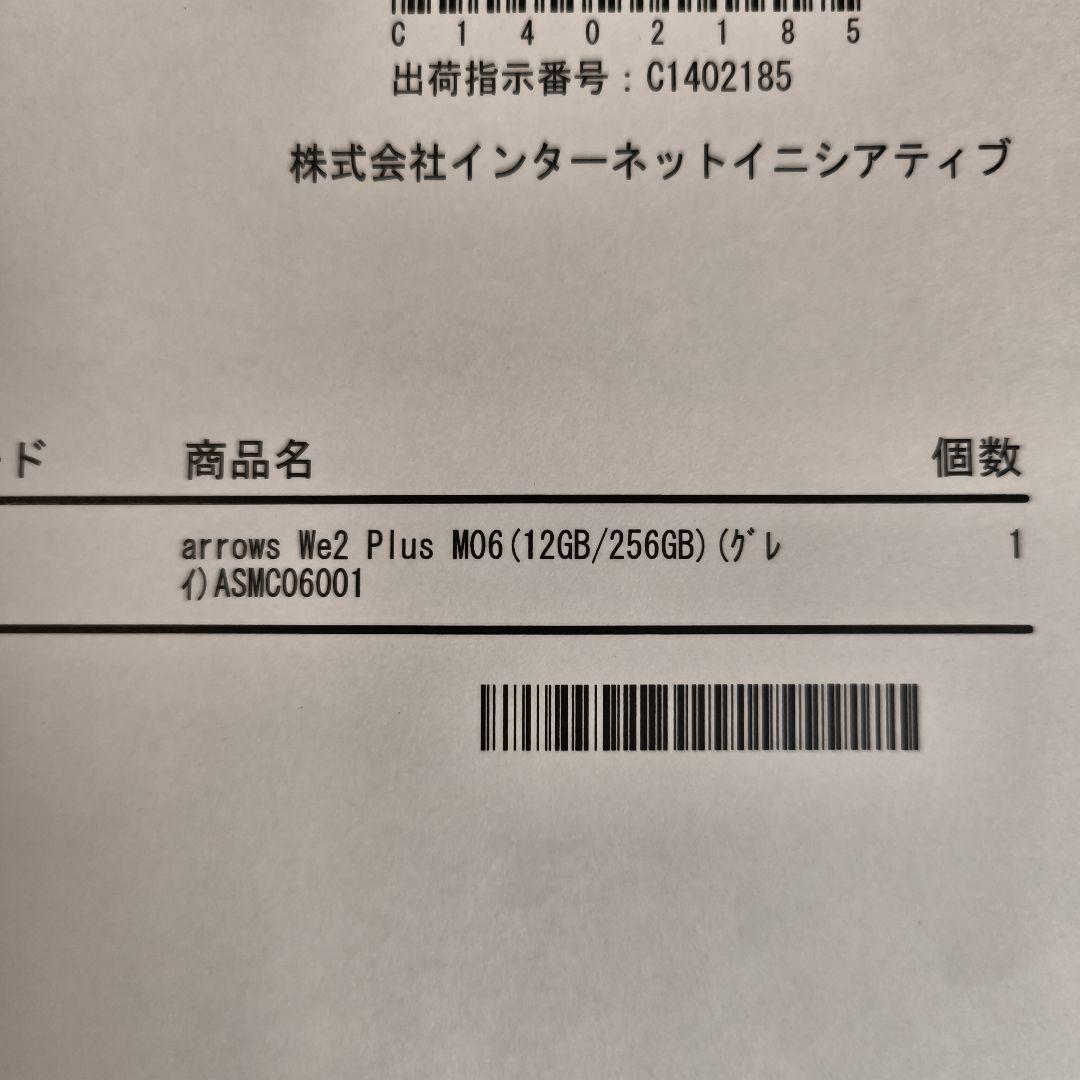 C 1 4 0 2 1 8 5
出荷指示番号：C1402185
株式会社インターネットイニシアティブ
ード 商品名 個数
arrows We2 Plus M06(12GB/256GB)(ｸﾞﾚ 1
ｲ)ASMC06001